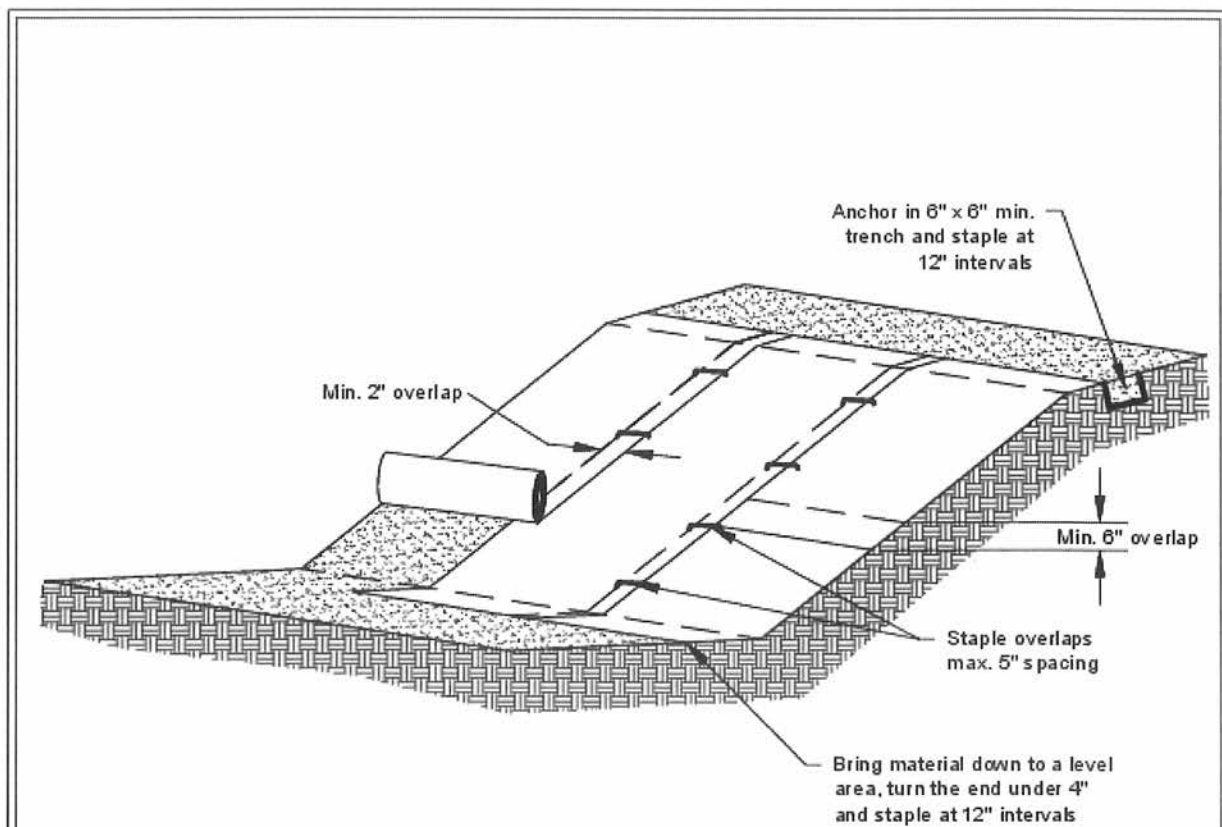 Anchor in 6" x 6" min.
trench and staple at
12" intervals
Min. 2" overlap
Min. 6" overlap
Staple overlaps
max. 5" spacing
Bring material down to a level
area, turn the end under 4"
and staple at 12" intervals